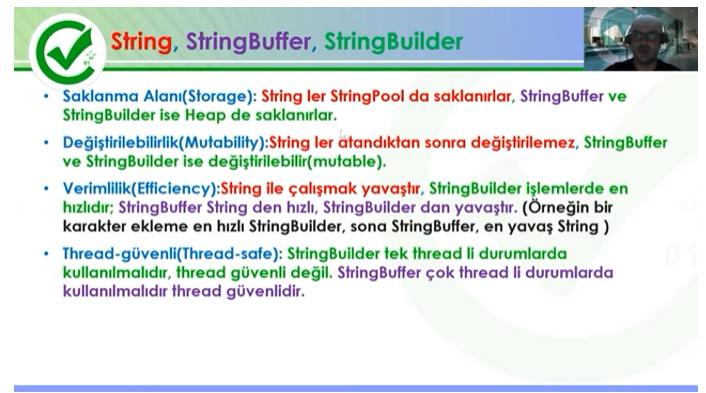 String, StringBuffer, StringBuilder
• Saklanma Alanı(Storage): String ler StringPool da saklanırlar, StringBuffer ve
StringBuilder ise Heap de saklanırlar.
• Değiştirilebilirlik(Mutability):String ler atandıktan sonra değiştirilemez, StringBuffer
ve StringBuilder ise değiştirilebilir(mutable).
• Verimlilik(Efficiency):String ile çalışmak yavaştır, StringBuilder işlemlerde en
hızlıdır; StringBuffer String den hızlı, StringBuilder dan yavaştır. (Örneğin bir
karakter ekleme en hızlı StringBuilder, sona StringBuffer, en yavaş String )
• Thread-güvenli(Thread-safe): StringBuilder tek thread li durumlarda
kullanılmalıdır, thread güvenli değil. StringBuffer çok thread li durumlarda
kullanılmalıdır thread güvenlidir.